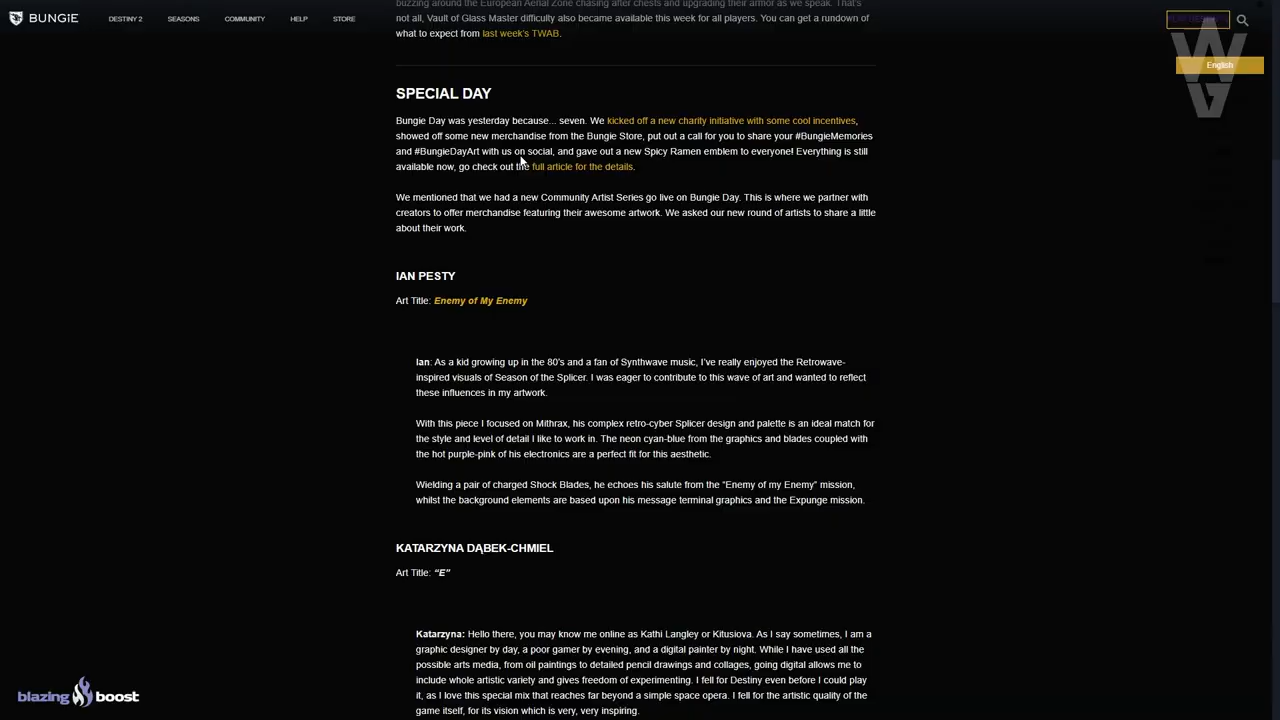 BUNGIE DESTINY 2 SEASONS COMMUNITY HELP STORE
buzzing around the European Aerial Zone chasing after chests and upgrading their armor as we speak. That's
not all, Vault of Glass Master difficulty also became available this week for all players. You can get a rundown of
what to expect from last week's TWAB.
WG
English
SPECIAL DAY
Bungie Day was yesterday because... seven. We kicked off a new charity initiative with some cool incentives,
showed off some new merchandise from the Bungie Store, put out a call for you to share your #BungieMemories
and #BungieDayArt with us on social, and gave out a new Spicy Ramen emblem to everyone! Everything is still
available now, go check out the full article for the details.
We mentioned that we had a new Community Artist Series go live on Bungie Day. This is where we partner with
creators to offer merchandise featuring their awesome artwork. We asked our new round of artists to share a little
about their work.
IAN PESTY
Art Title: Enemy of My Enemy
Ian: As a kid growing up in the 80's and a fan of Synthwave music, I've really enjoyed the Retrowave-
inspired visuals of Season of the Splicer. I was eager to contribute to this wave of art and wanted to reflect
these influences in my artwork.
With this piece I focused on Mithrax, his complex retro-cyber Splicer design and palette is an ideal match for
the style and level of detail I like to work in. The neon cyan-blue from the graphics and blades coupled with
the hot purple-pink of his electronics are a perfect fit for this aesthetic.
Wielding a pair of charged Shock Blades, he echoes his salute from the "Enemy of my Enemy" mission,
whilst the background elements are based upon his message terminal graphics and the Expunge mission.
KATARZYNA DĄBEK-CHMIEL
Art Title: "E"
Katarzyna: Hello there, you may know me online as Kathi Langley or Kitusiova. As I say sometimes, I am a
graphic designer by day, a poor gamer by evening, and a digital painter by night. While I have used all the
possible arts media, from oil paintings to detailed pencil drawings and collages, going digital allows me to
include whole artistic variety and gives freedom of experimenting. I fell for Destiny even before I could play
it, as I love this special mix that reaches far beyond a simple space opera. I fell for the artistic quality of the
game itself, for its vision which is very, very inspiring.
blazing boost